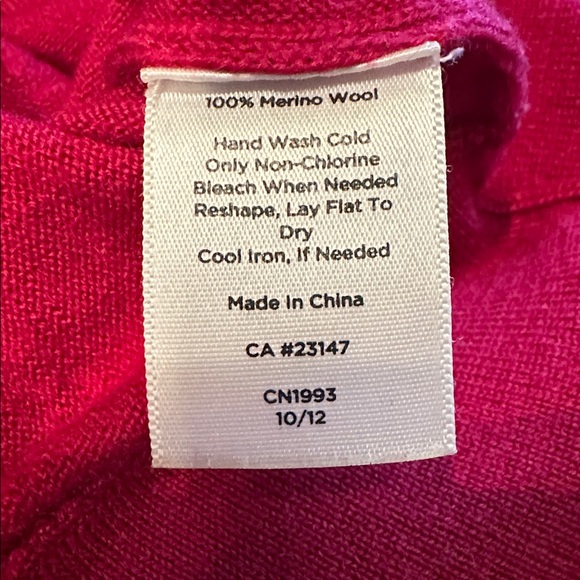 100% Merino Wool
Hand Wash Cold
Only Non-Chlorine
Bleach When Needed
Reshape, Lay Flat To
Dry
Cool Iron, If Needed
Made In China
CA #23147
CN1993
10/12